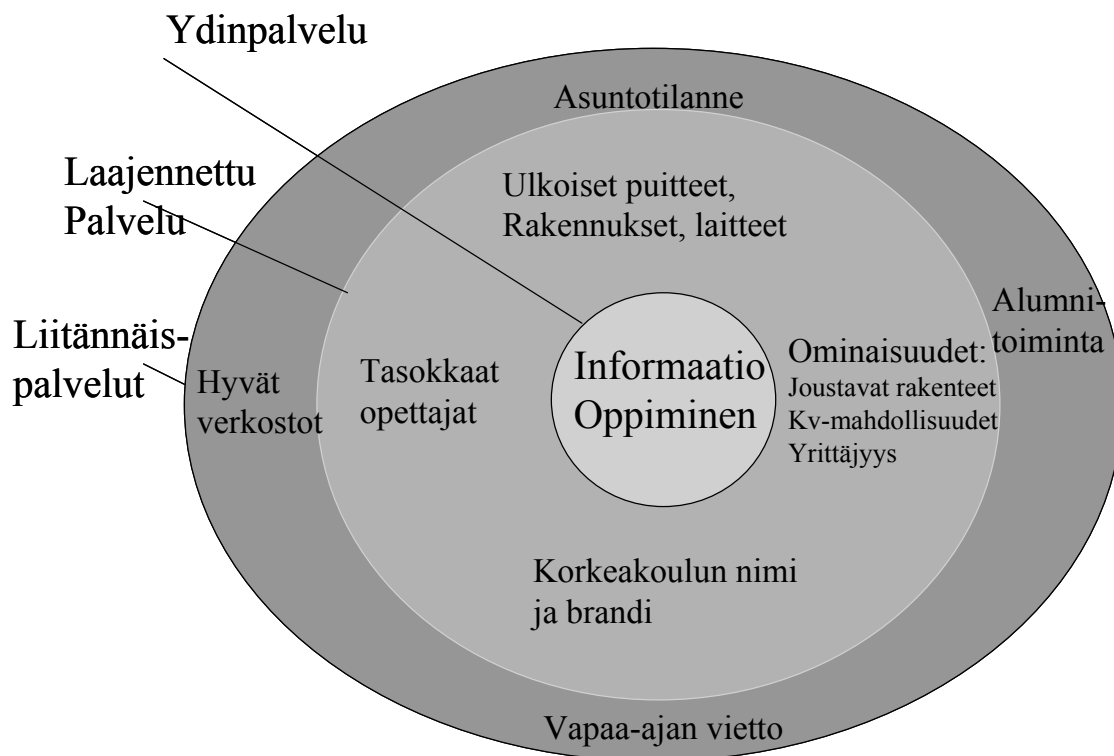 Ydinpalvelu
Asuntotilanne
Laajennettu
Palvelu
Ulkoiset puitteet,
Rakennukset, laitteet
Liitännäis-
palvelut
Hyvät
verkostot
Tasokkaat
opettajat
Informaatio
Oppiminen
Ominaisuudet:
Joustavat rakenteet
Kv-mahdollisuudet
Yrittäjyys
Alumni-
toiminta
Korkeakoulun nimi
ja brandi
Vapaa-ajan vietto